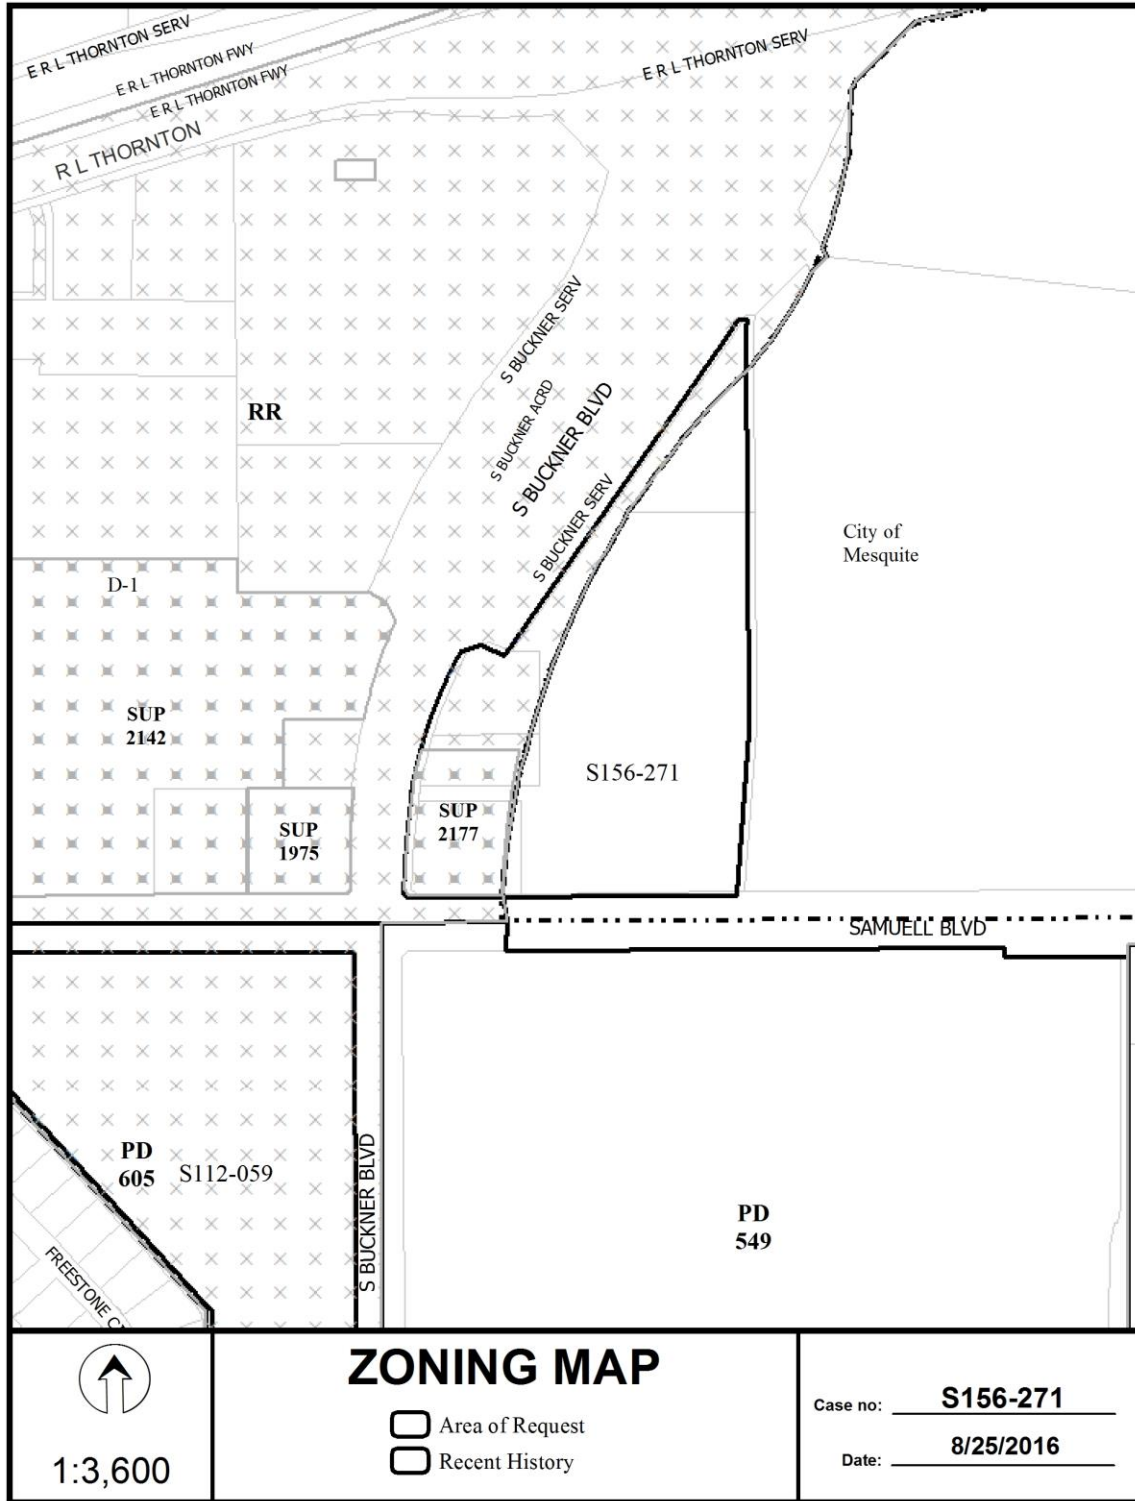 E R L THORNTON SERV
E R L THORNTON FWY
E R L THORNTON FWY
R L THORNTON
E R L THORNTON SERV
S BUCKNER SERV
S BUCKNER ACRD
S BUCKNER BLVD
S BUCKNER SERV
RR
City of
Mesquite
D-1
SUP
2142
S156-271
SUP
1975
SUP
2177
SAMUELL BLVD
PD
605
S112-059
S BUCKNER BLVD
PD
549
FREESTONE
1:3,600
ZONING MAP
Area of Request
Recent History
Case no: S156-271
Date: 8/25/2016